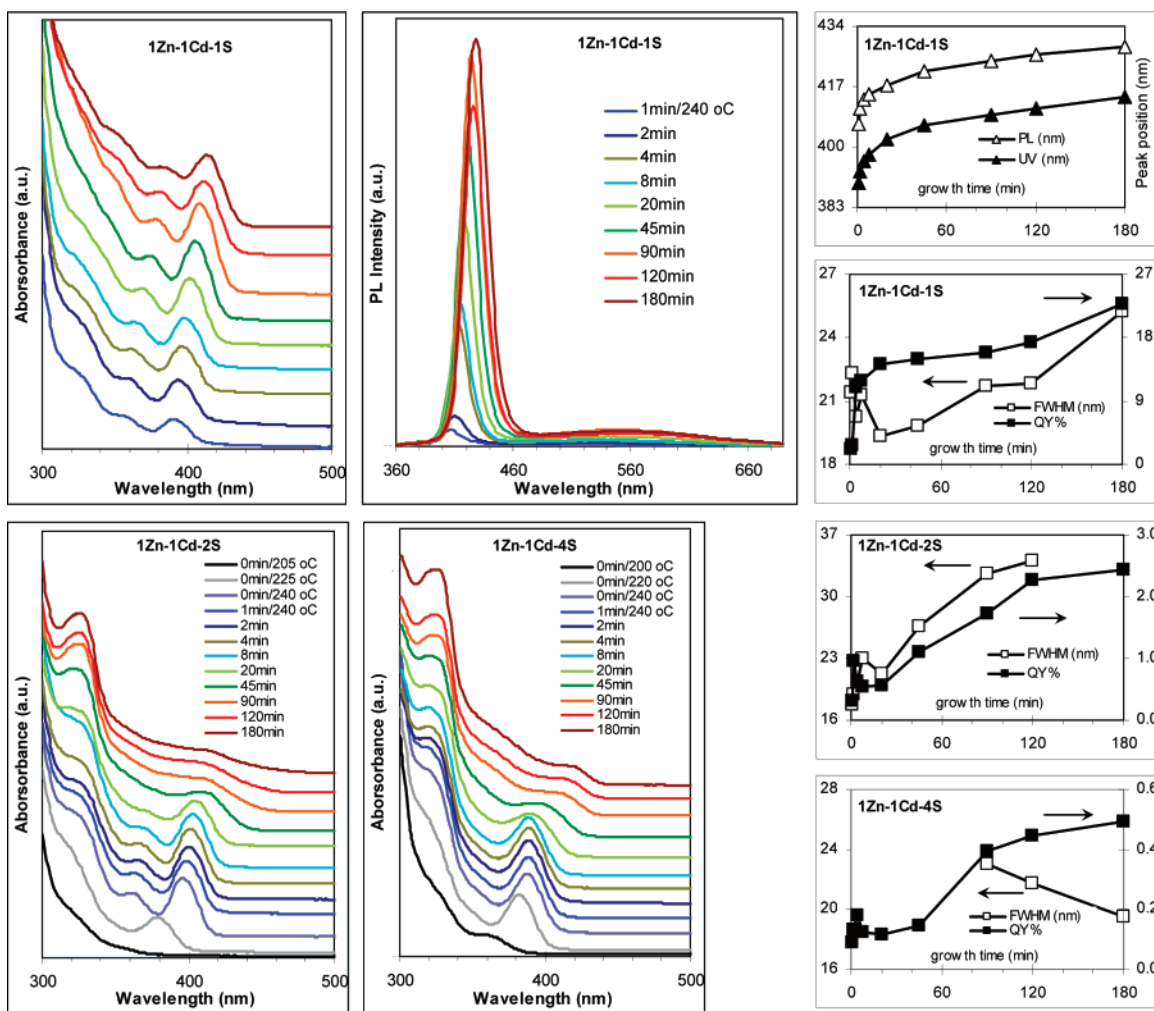 1Zn-1Cd-1S
Aborsorbance (a.u.)
300
400
500
Wavelength (nm)
1Zn-1Cd-1S
PL Intensity (a.u.)
1min/240 oC
2min
4min
8min
20min
45min
90min
120min
180min
360
460
560
660
Wavelength (nm)
1Zn-1Cd-1S
434
417
400
383
Peak position (nm)
PL (nm)
UV (nm)
grow th time (min)
0
60
120
180
1Zn-1Cd-1S
27
24
21
18
27
18
9
0
FWHM (nm)
QY%
grow th time (min)
0
60
120
180
1Zn-1Cd-2S
Aborsorbance (a.u.)
0min/205 oC
0min/225 oC
0min/240 oC
1min/240 oC
2min
4min
8min
20min
45min
90min
120min
180min
300
400
500
Wavelength (nm)
1Zn-1Cd-4S
Aborsorbance (a.u.)
0min/200 oC
0min/220 oC
0min/240 oC
1min/240 oC
2min
4min
8min
20min
45min
90min
120min
180min
300
400
500
Wavelength (nm)
1Zn-1Cd-2S
37
30
23
16
3.0
2.0
1.0
0.0
FWHM (nm)
QY%
grow th time (min)
0
60
120
180
1Zn-1Cd-4S
28
24
20
16
0.6
0.4
0.2
0.0
FWHM (nm)
QY%
grow th time (min)
0
60
120
180